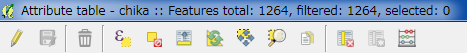 Attribute table - chika :: Features total: 1264, filtered: 1264, selected: 0